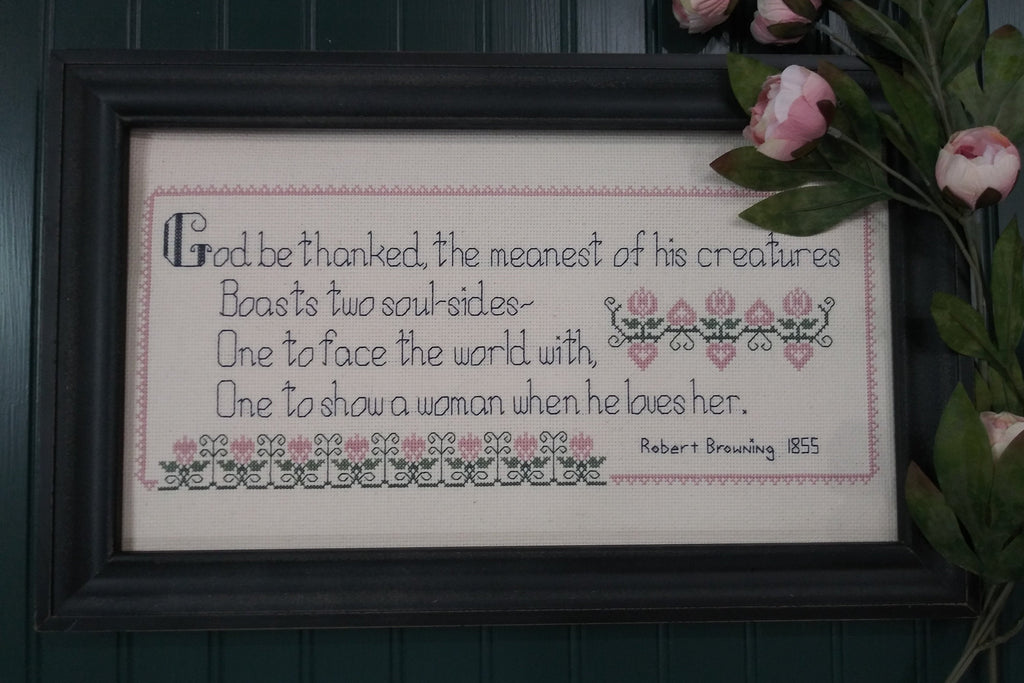 God be thanked, the meanest of his creatures
Boasts two soul-sides~
One to face the world with,
One to show a woman when he loves her.
Robert Browning 1855